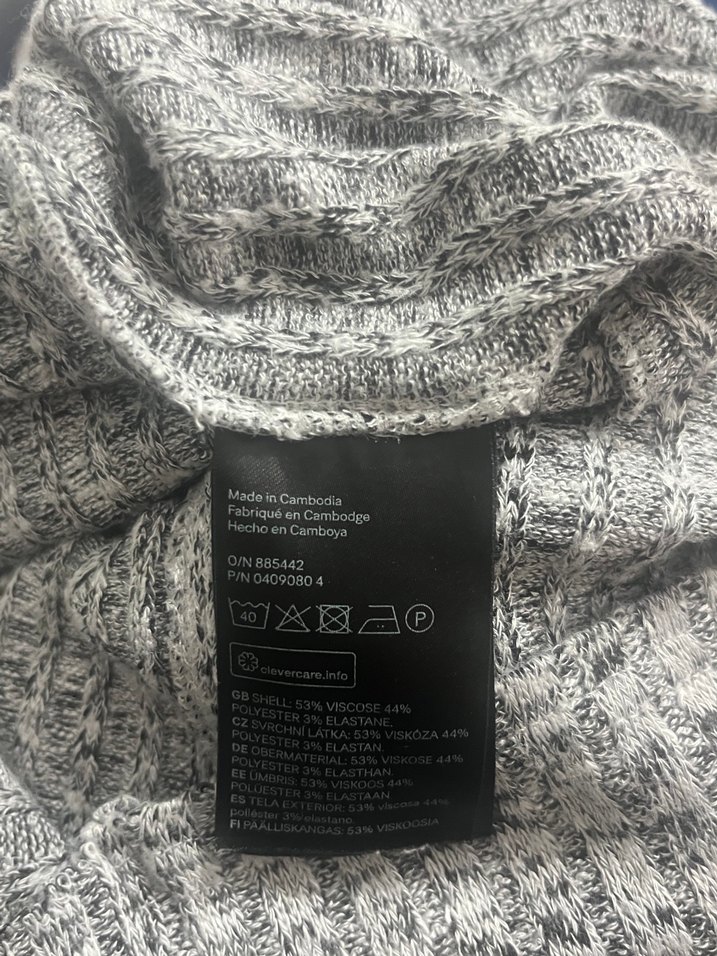 Made in Cambodia
Fabriqué en Cambodge
Hecho en Camboya
O/N 885442
P/N 0409080 4
40 P
clevercare.info
GB SHELL: 53% VISCOSE 44%
POLYESTER 3% ELASTANE.
CZ SVRCHNÍ LÁTKA: 53% VISKÓZA 44%
POLYESTER 3% ELASTAN.
DE OBERMATERIAL: 53% VISKOSE 44%
POLYESTER 3% ELASTHAN.
EE ÜMBRIS: 53% VISKOOS 44%
POLÜESTER 3% ELASTAAN
ES TELA EXTERIOR: 53% viscosa 44%
poliéster 3% elastano.
FI PÄÄLLISKANGAS: 53% VISKOOSIA